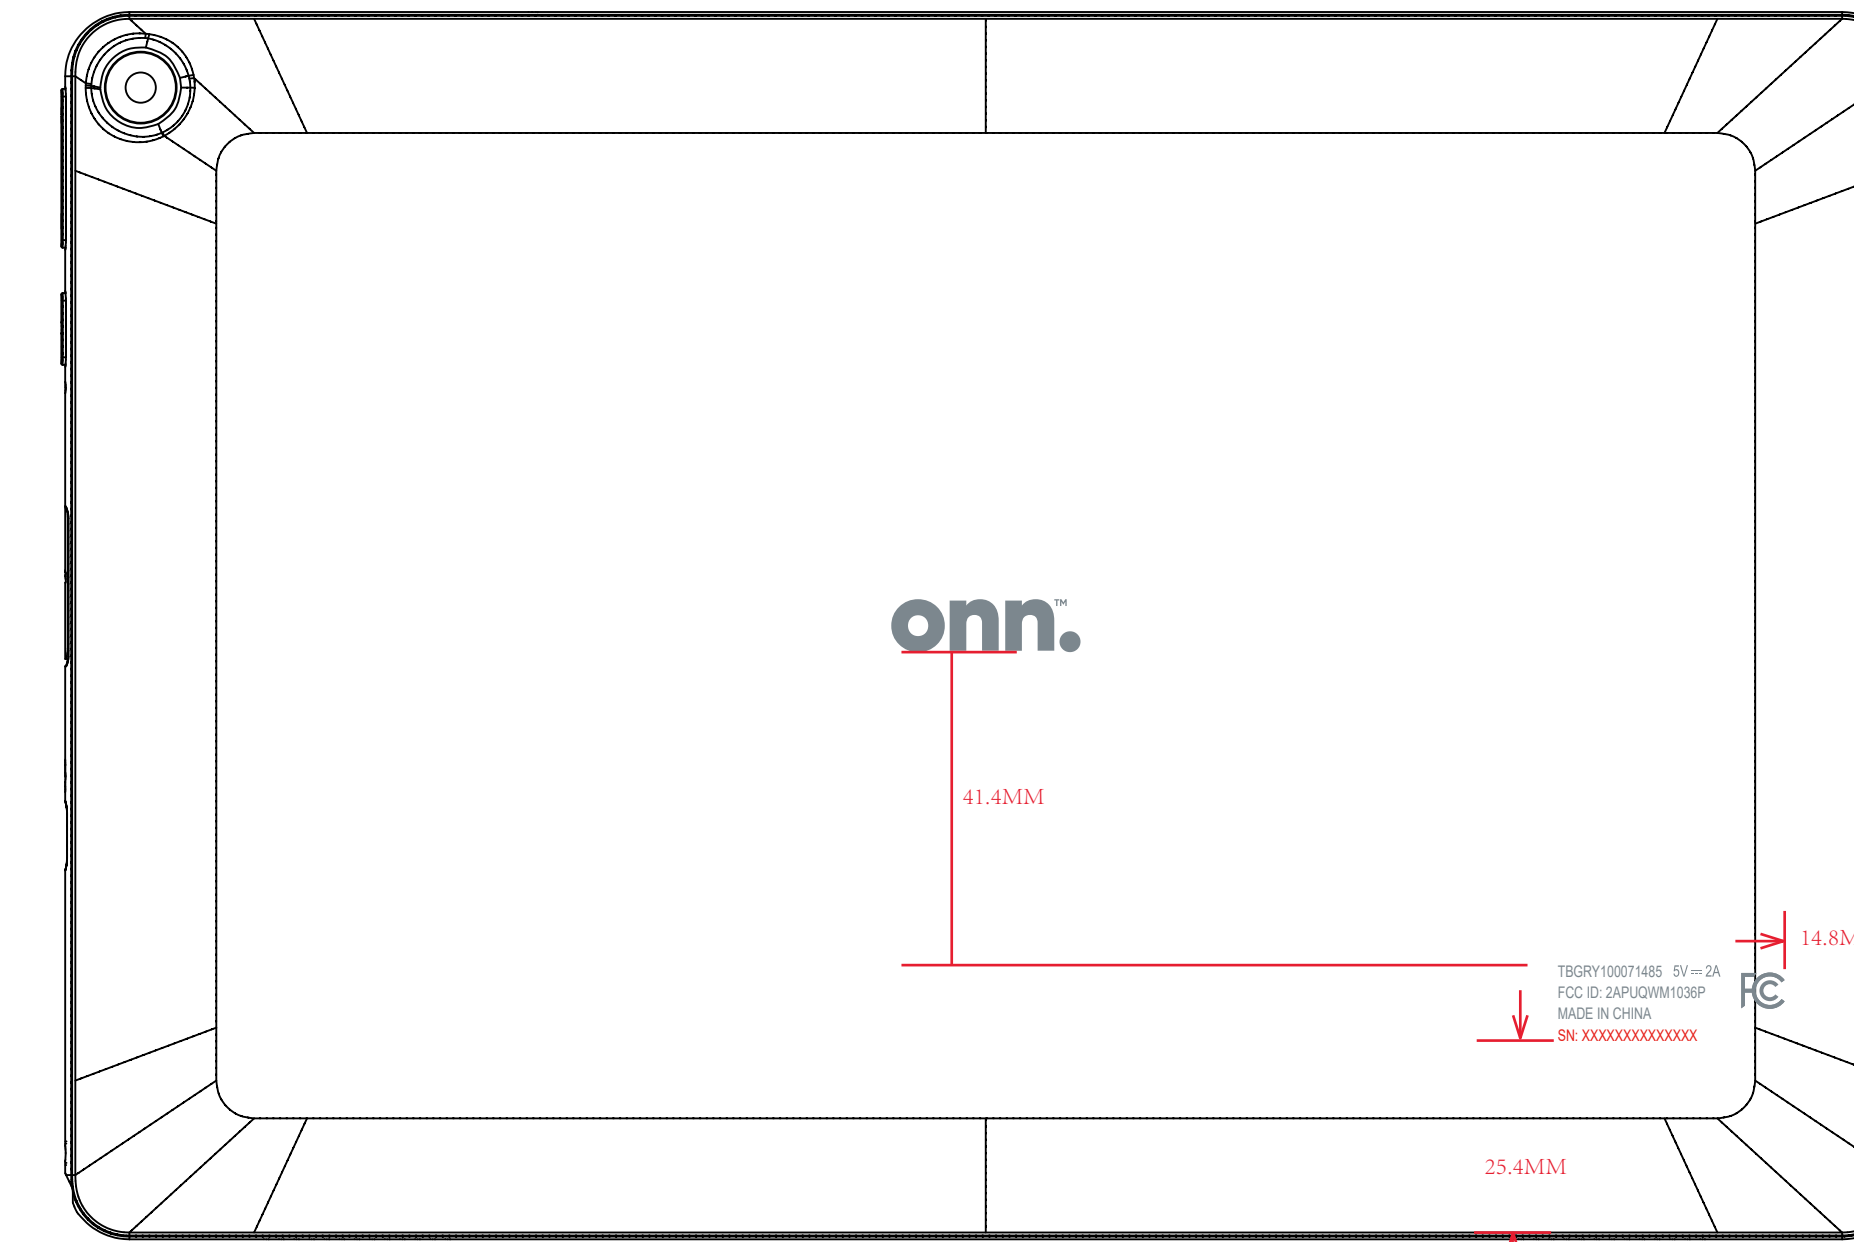 onn.™
41.4MM
14.8M
TBGRY100071485 5V⎓2A
FCC ID: 2APUQWM1036P
FC
MADE IN CHINA
SN: XXXXXXXXXXXXXX
25.4MM